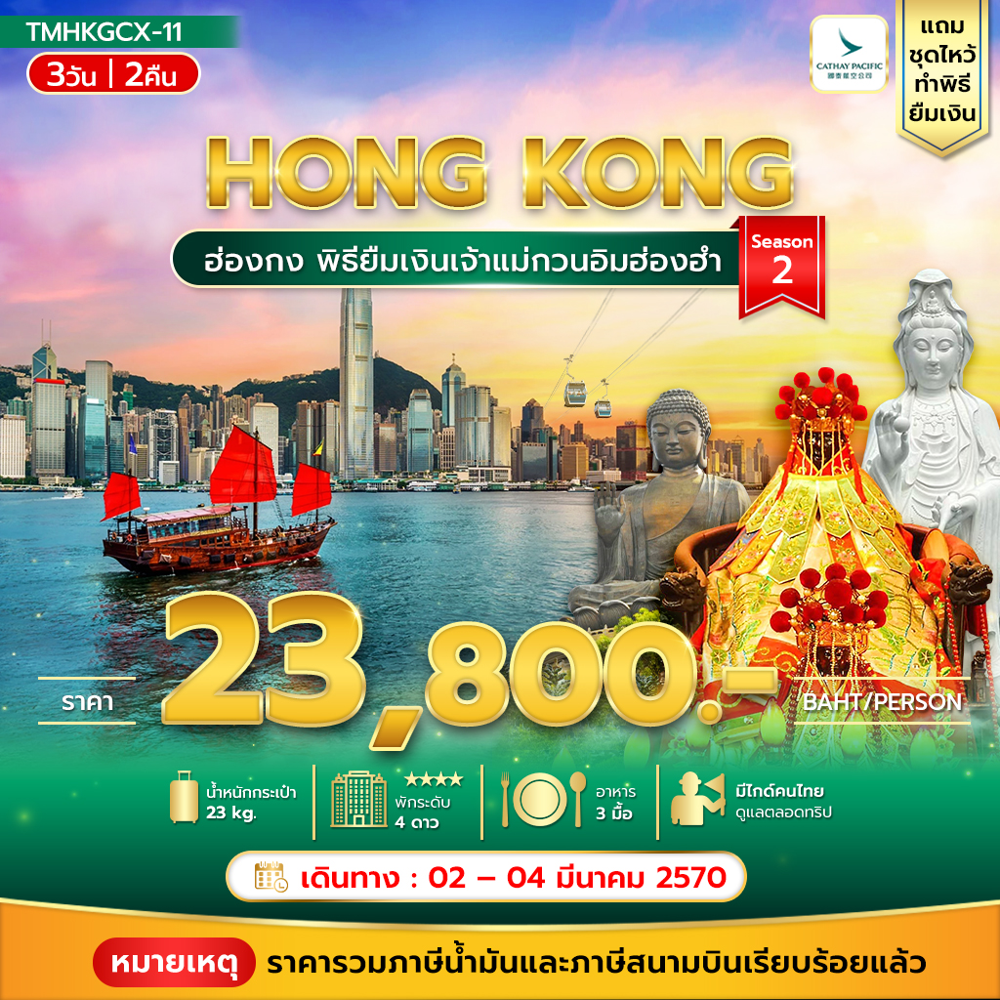 TMHKGCX-11
3วัน | 2คืน
CATHAY PACIFIC
國泰航空公司
แถม
ชุดไหว้
ทำพิธี
ยืมเงิน
HONG KONG
ฮ่องกง พิธียืมเงินเจ้าแม่กวนอิมฮ่องฮำ
Season
2
ราคา
23,800.-
BAHT/PERSON
น้ำหนักกระเป๋า
23 kg.
พักระดับ
4 ดาว
อาหาร
3 มื้อ
มีไกด์คนไทย
ดูแลตลอดทริป
เดินทาง : 02 – 04 มีนาคม 2570
หมายเหตุ ราคารวมภาษีน้ำมันและภาษีสนามบินเรียบร้อยแล้ว